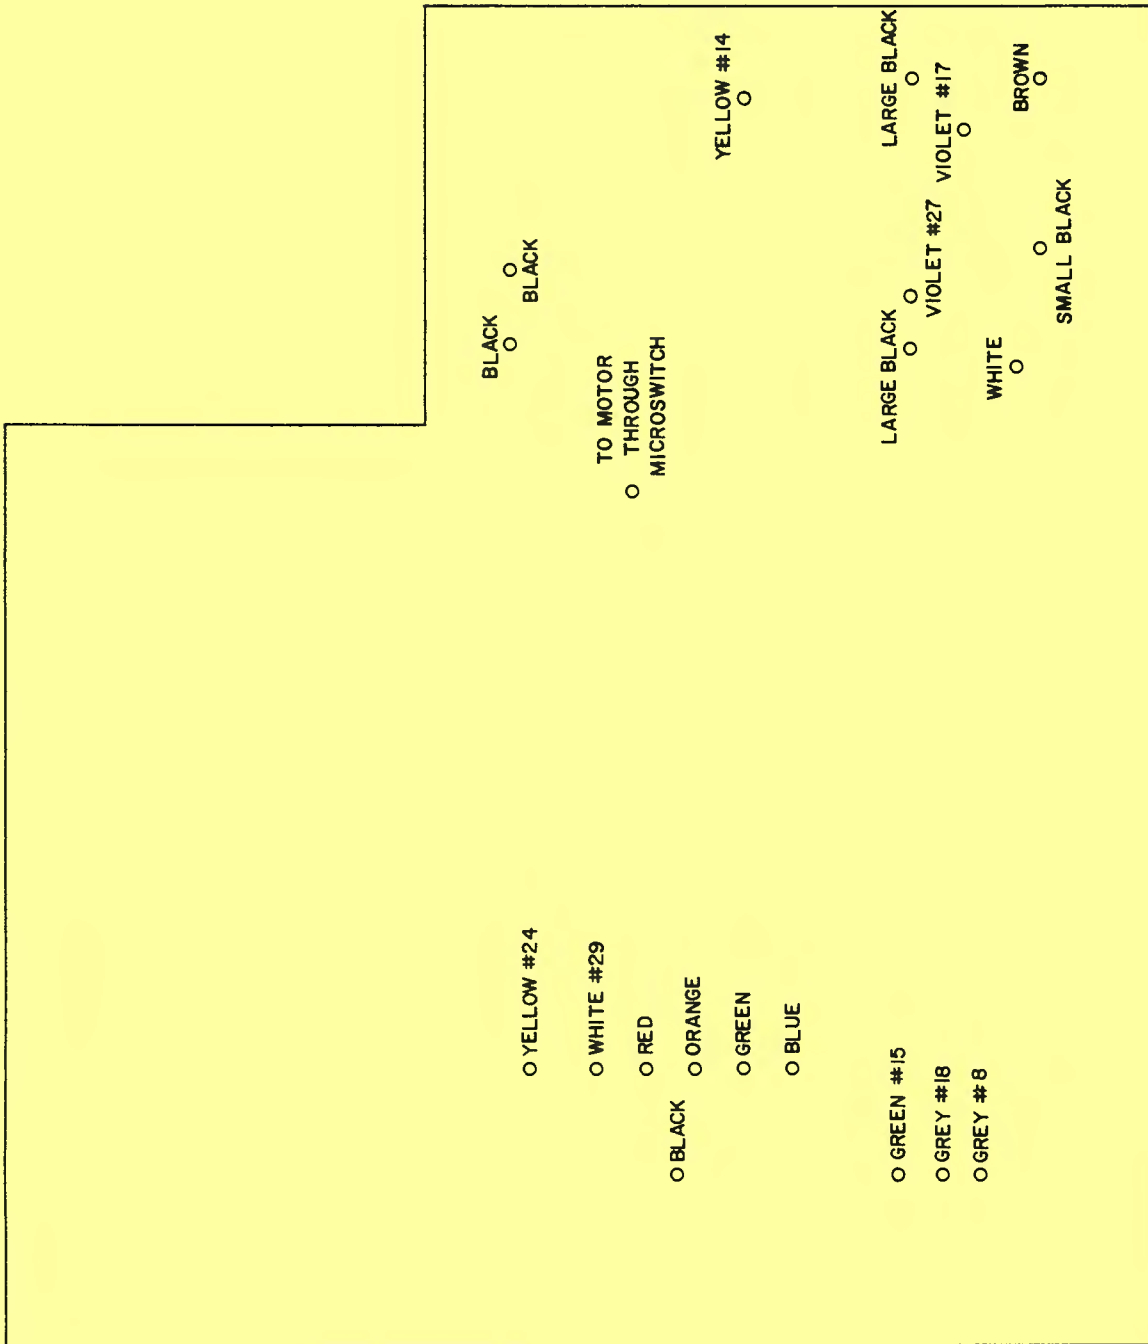 YELLOW #24
WHITE #29
RED
BLACK
ORANGE
GREEN
BLUE
GREEN #15
GREY #18
GREY #8
BLACK
BLACK
TO MOTOR
THROUGH
MICROSWITCH
YELLOW #14
LARGE BLACK
LARGE BLACK
VIOLET #27
VIOLET #17
WHITE
BROWN
SMALL BLACK